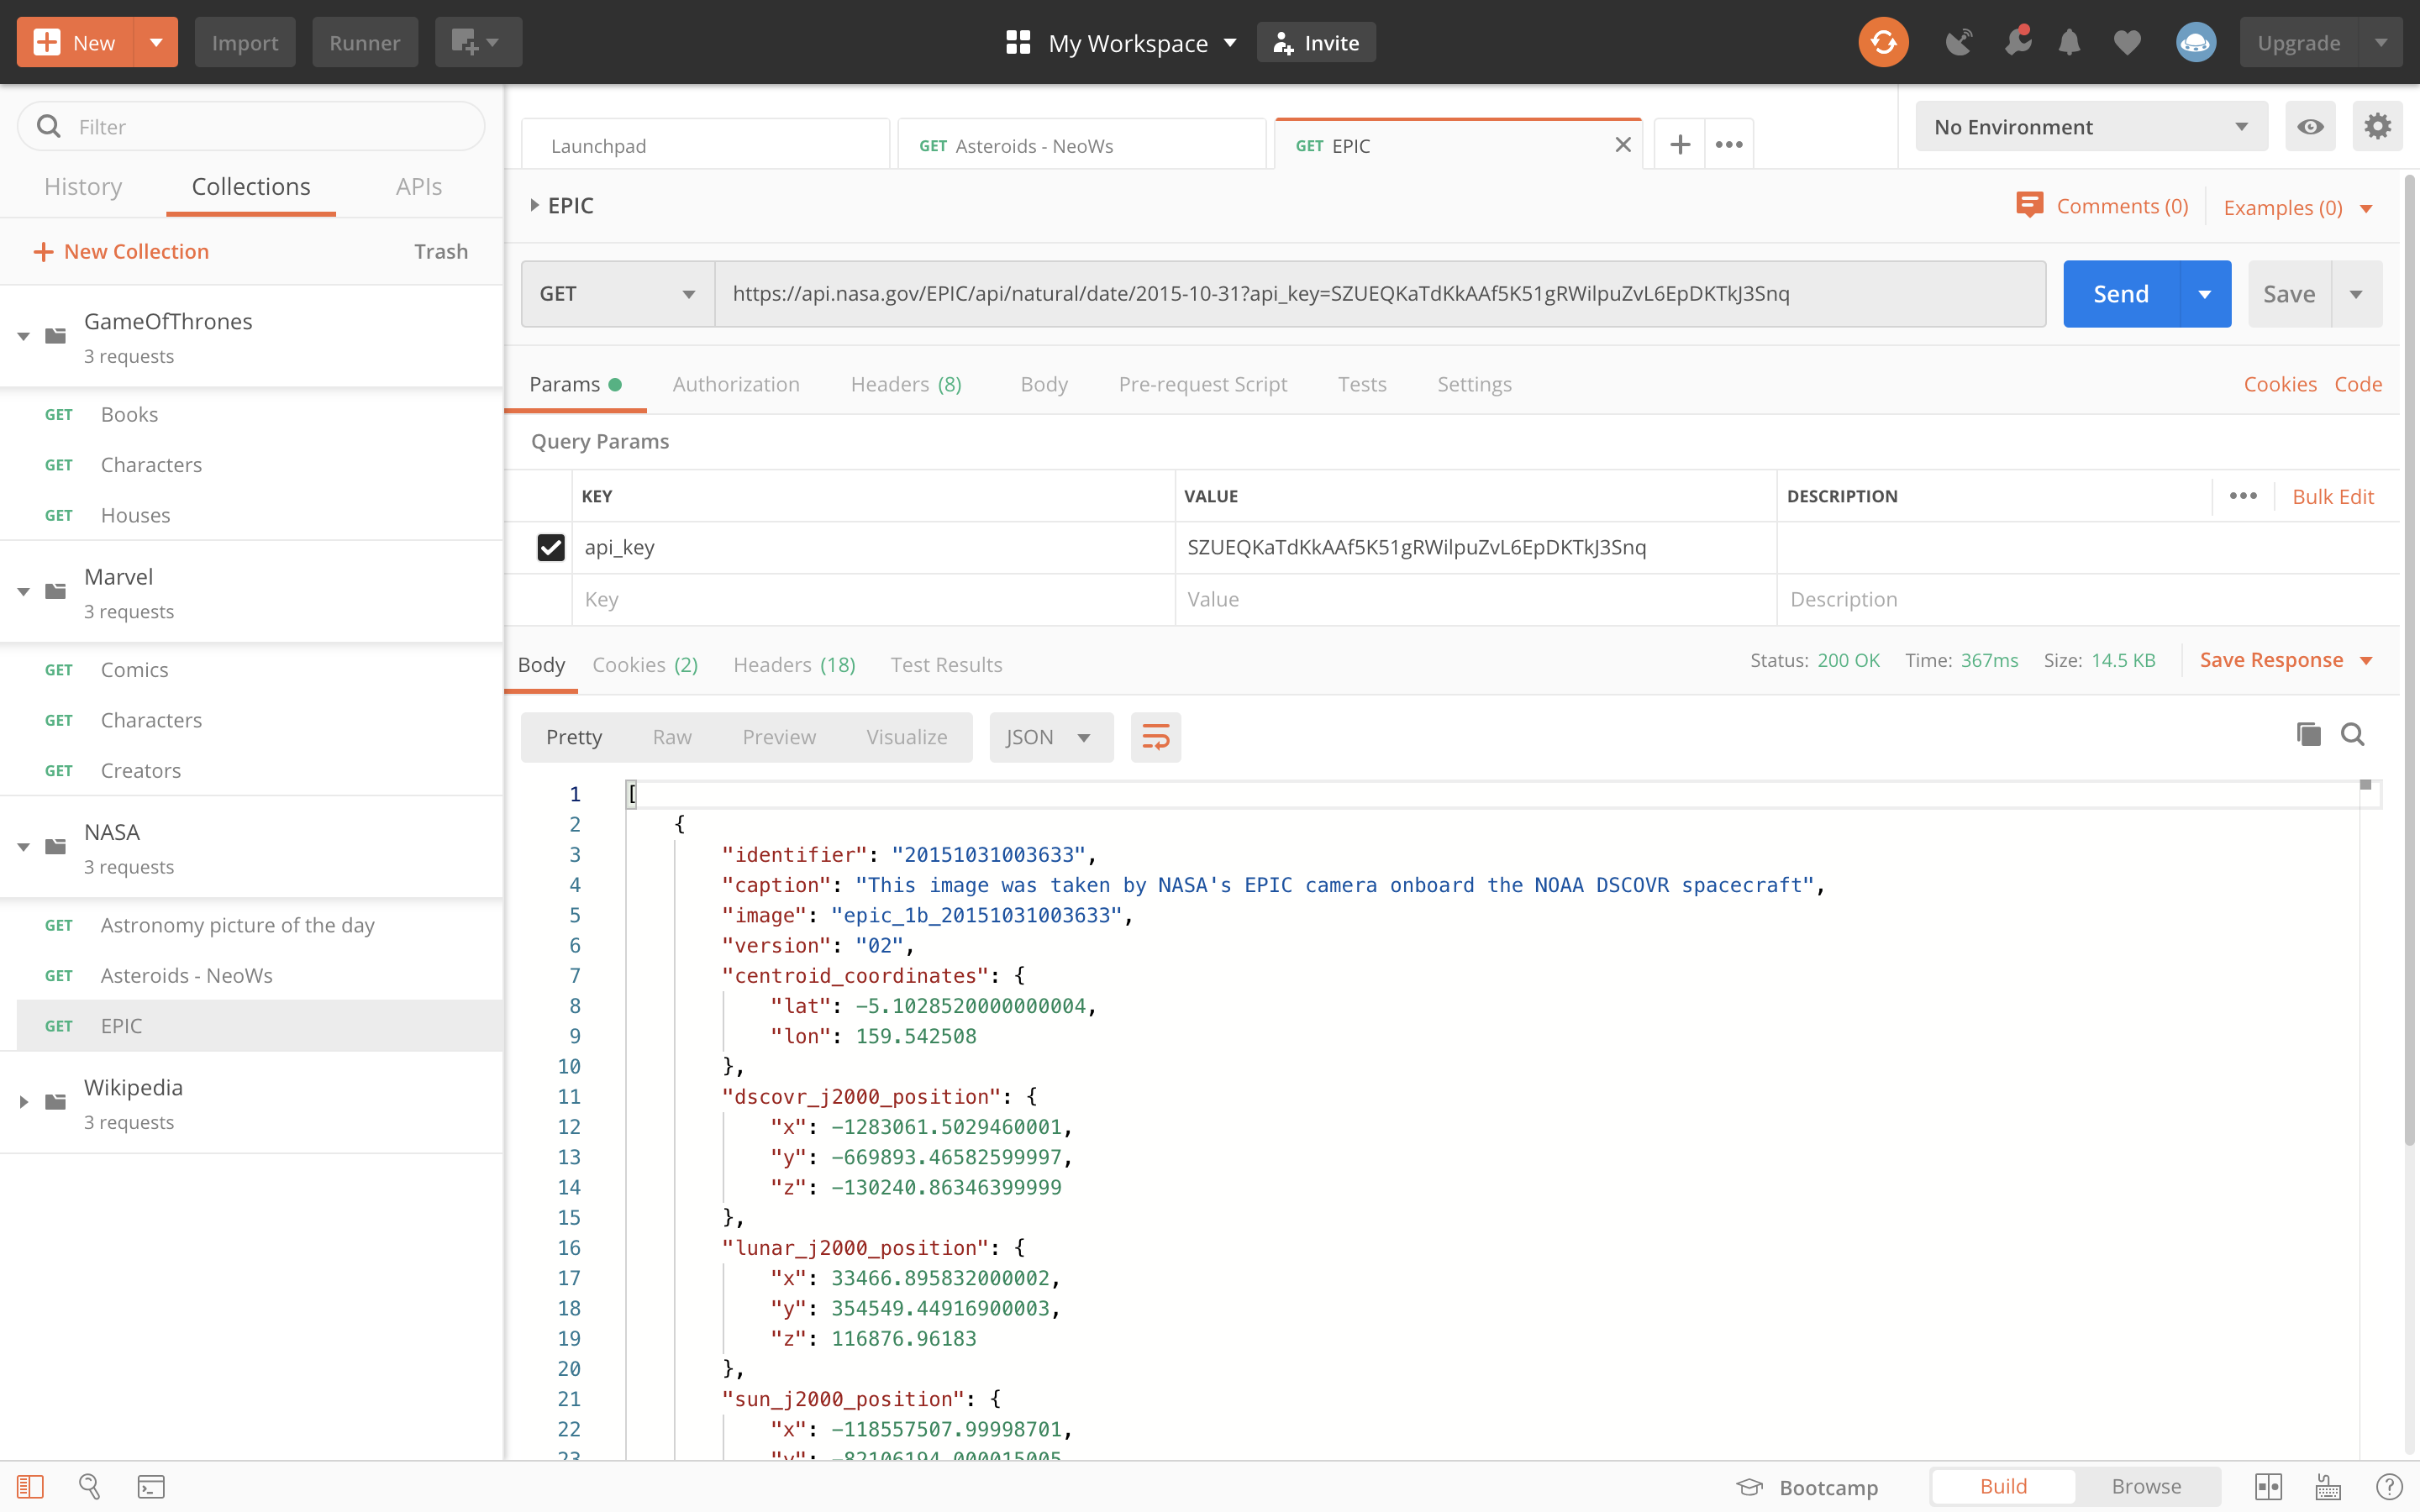 New
Import
Runner
My Workspace
Invite
Upgrade
Filter
History
Collections
APIs
New Collection
Trash
GameOfThrones
3 requests
GET Books
GET Characters
GET Houses
Marvel
3 requests
GET Comics
GET Characters
GET Creators
NASA
3 requests
GET Astronomy picture of the day
GET Asteroids - NeoWs
GET EPIC
Wikipedia
3 requests
Launchpad
GET Asteroids - NeoWs
GET EPIC
No Environment
EPIC
Comments (0)
Examples (0)
GET
https://api.nasa.gov/EPIC/api/natural/date/2015-10-31?api_key=SZUEQKaTdKkAAf5K51gRWilpuZvL6EpDKTkJ3Snq
Send
Save
Params
Authorization
Headers (8)
Body
Pre-request Script
Tests
Settings
Cookies
Code
Query Params
KEY
VALUE
DESCRIPTION
Bulk Edit
api_key
SZUEQKaTdKkAAf5K51gRWilpuZvL6EpDKTkJ3Snq
Key
Value
Description
Body
Cookies (2)
Headers (18)
Test Results
Status: 200 OK
Time: 367ms
Size: 14.5 KB
Save Response
Pretty
Raw
Preview
Visualize
JSON
1 [
2 {
3 "identifier": "20151031003633",
4 "caption": "This image was taken by NASA's EPIC camera onboard the NOAA DSCOVR spacecraft",
5 "image": "epic_1b_20151031003633",
6 "version": "02",
7 "centroid_coordinates": {
8 "lat": -5.1028520000000004,
9 "lon": 159.542508
10 },
11 "dscovr_j2000_position": {
12 "x": -1283061.5029460001,
13 "y": -669893.46582599997,
14 "z": -130240.86346399999
15 },
16 "lunar_j2000_position": {
17 "x": 33466.895832000002,
18 "y": 354549.44916900003,
19 "z": 116876.96183
20 },
21 "sun_j2000_position": {
22 "x": -118557507.99998701,
23 "y": -82106194.000015005,
Bootcamp
Build
Browse